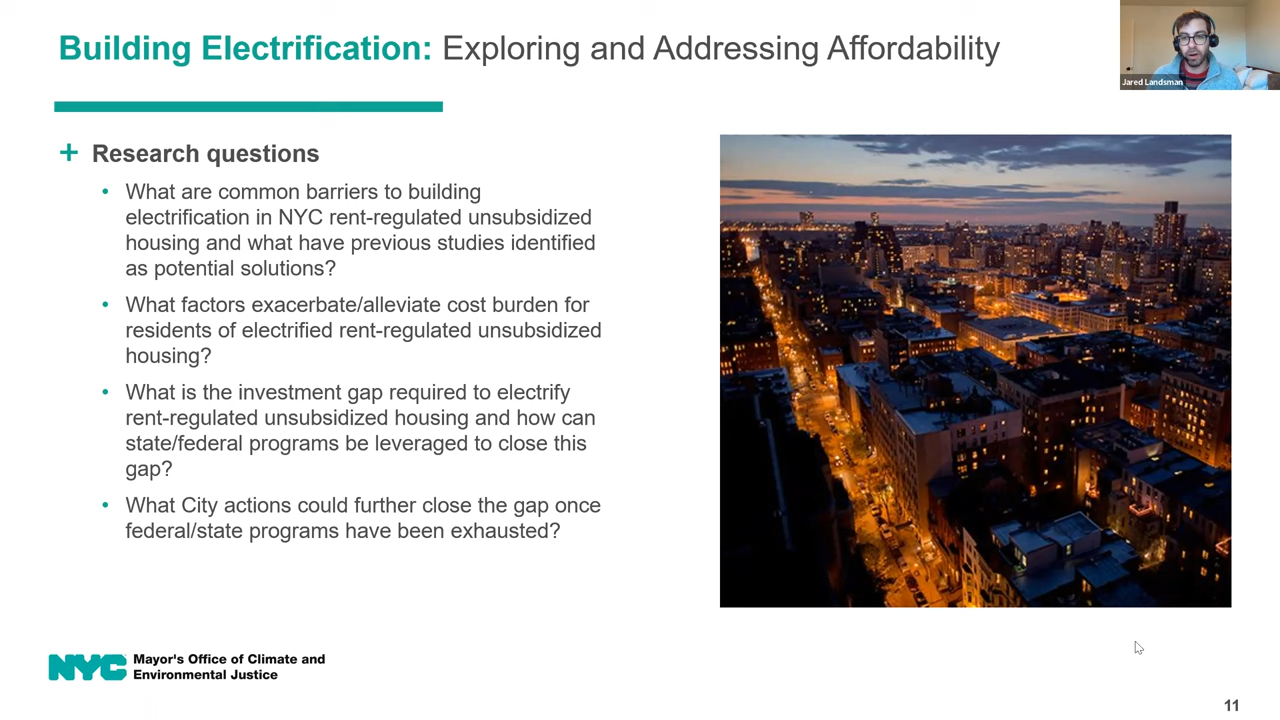 Building Electrification: Exploring and Addressing Affordability
Jared Landsman
+ Research questions
• What are common barriers to building
electrification in NYC rent-regulated unsubsidized
housing and what have previous studies identified
as potential solutions?
• What factors exacerbate/alleviate cost burden for
residents of electrified rent-regulated unsubsidized
housing?
• What is the investment gap required to electrify
rent-regulated unsubsidized housing and how can
state/federal programs be leveraged to close this
gap?
• What City actions could further close the gap once
federal/state programs have been exhausted?
NYC Mayor's Office of Climate and
Environmental Justice
11